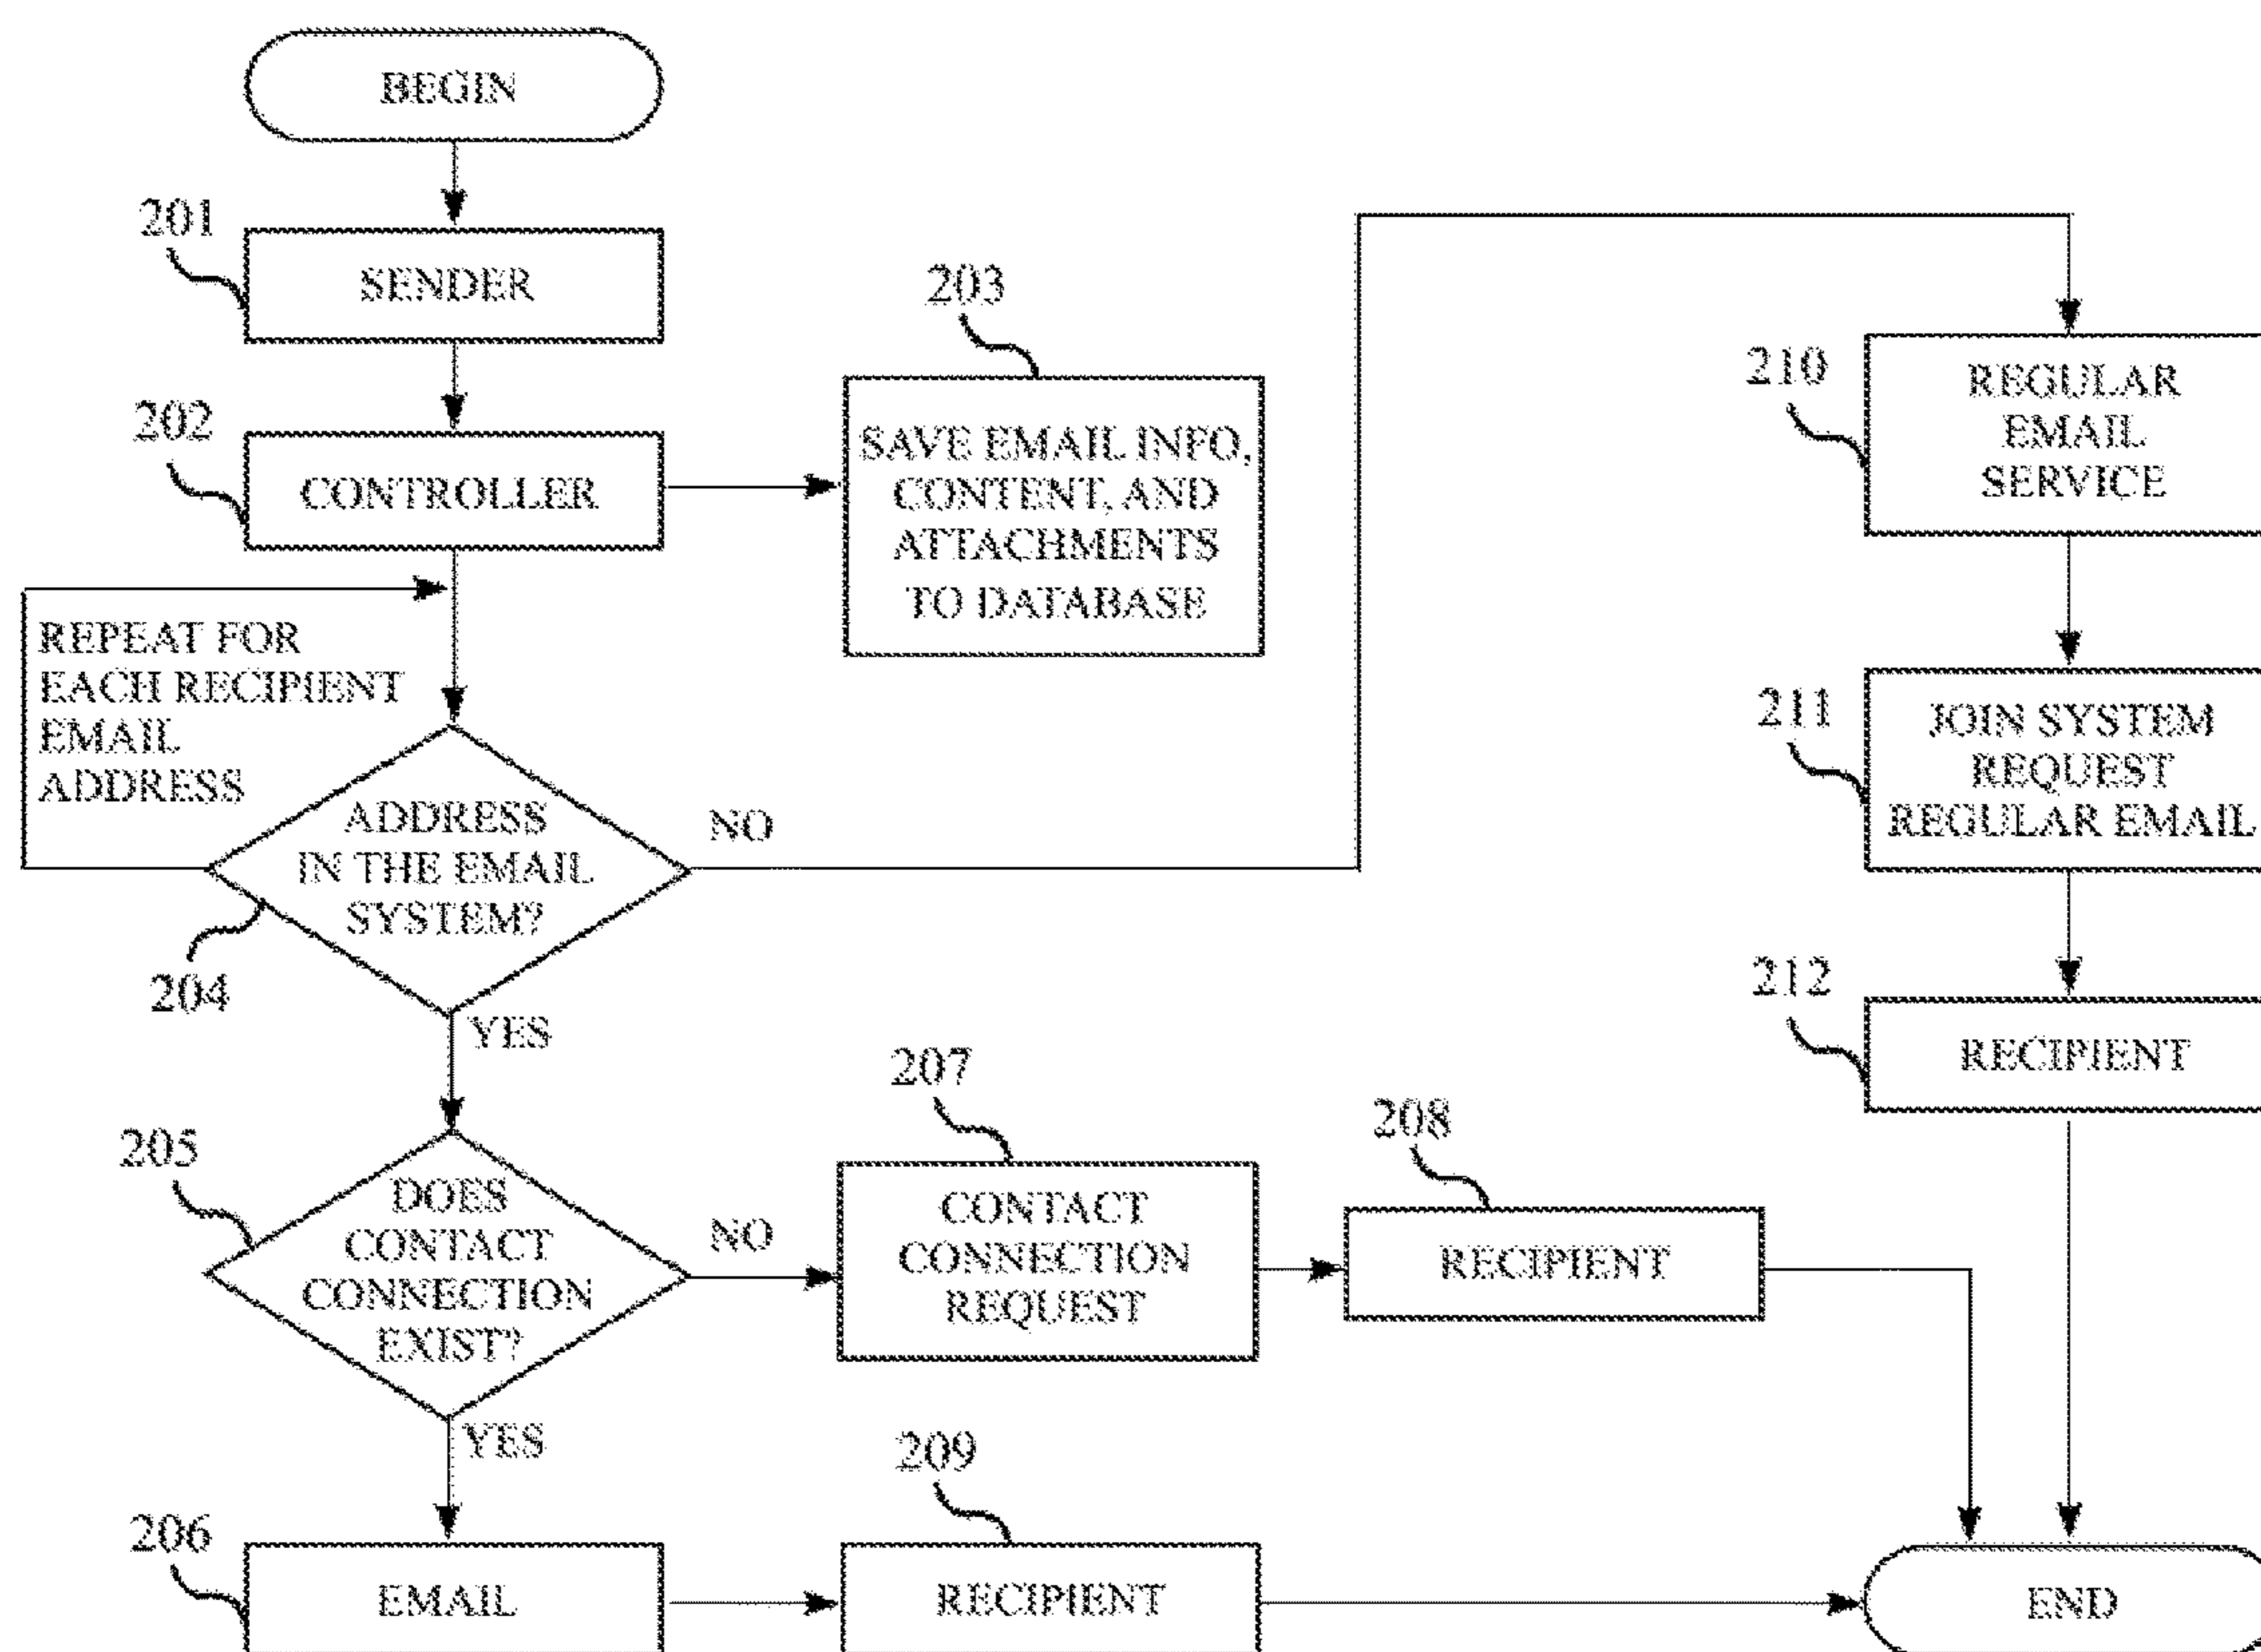 BEGIN
201
SENDER
203
202
CONTROLLER
SAVE EMAIL INFO,
CONTENT, AND
ATTACHMENTS
TO DATABASE
210
REGULAR
EMAIL
SERVICE
REPEAT FOR
EACH RECIPIENT
EMAIL
ADDRESS
ADDRESS
IN THE EMAIL
SYSTEM?
NO
204
YES
211
JOIN SYSTEM
REQUEST
REGULAR EMAIL
212
RECIPIENT
205
DOES
CONTACT
CONNECTION
EXIST?
NO
YES
207
CONTACT
CONNECTION
REQUEST
208
RECIPIENT
206
EMAIL
209
RECIPIENT
END